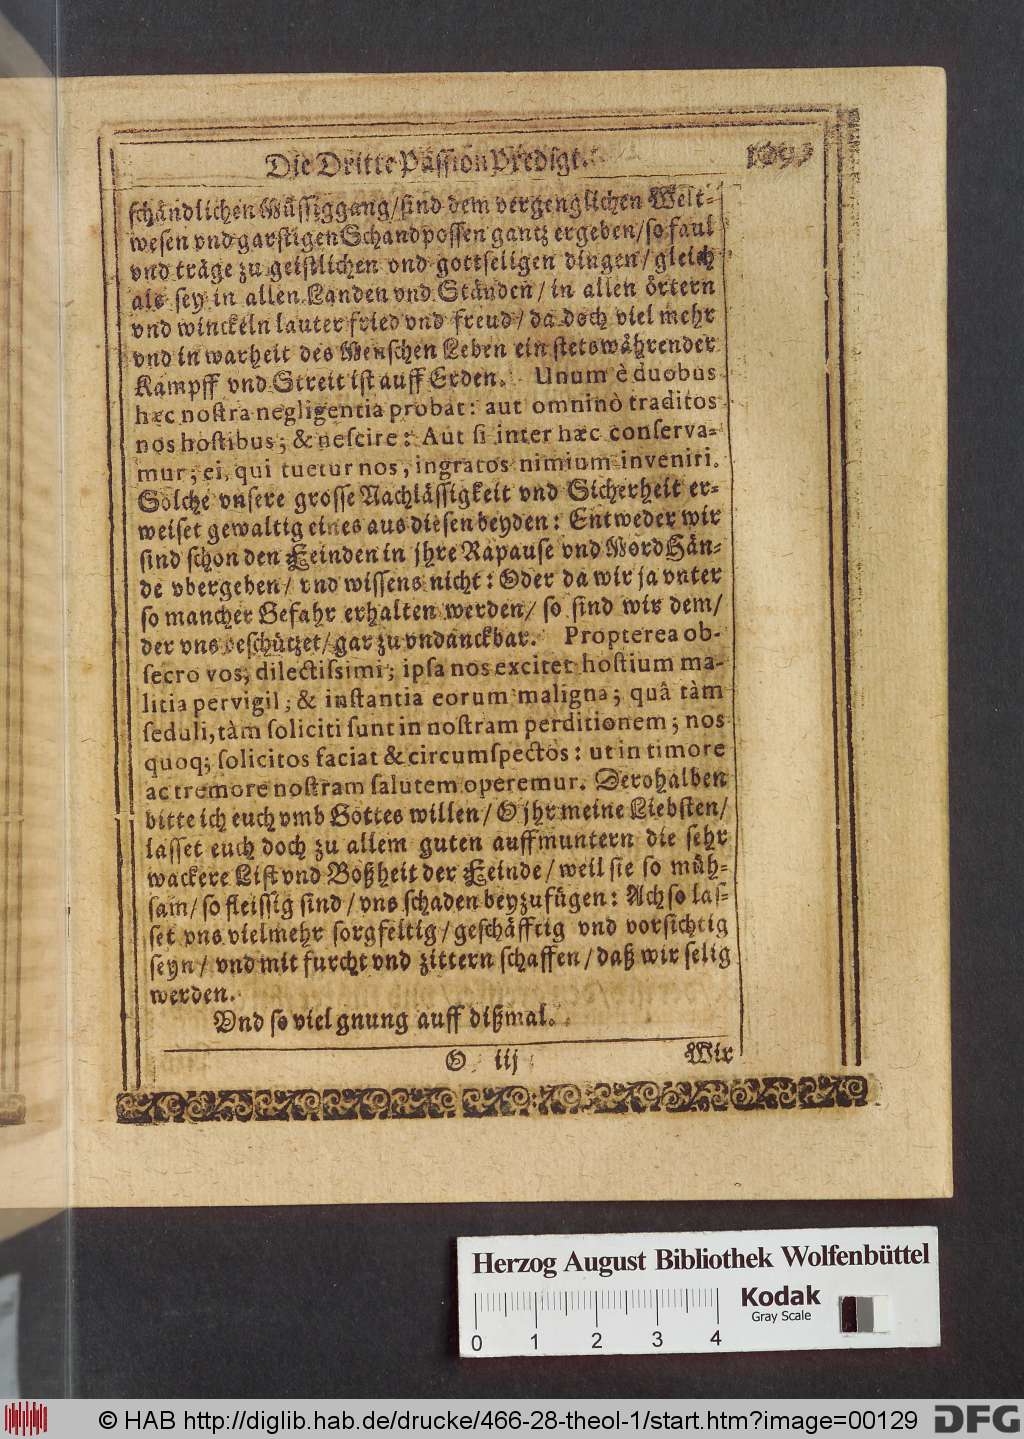 Die Dritte Passion Predigt.
schändlichen Müssiggang/sind dem vergenglichen Welt-
wesen vnd garstigen Schandpossen gantz ergeben/so faul
vnd träge zu geistlichen vnd gottseligen dingen/gleich
als sey in allen Landen vnd Ständen/in allen örtern
vnd winckeln lauter fried vnd freud/da doch viel mehr
vnd in warheit des Menschen Leben ein stetswährender
Kampff vnd Streit ist auff Erden. Unum è duobus
hæc nostra negligentia probat: aut omninò traditos
nos hostibus; & nescire: Aut si inter hæc conserva-
mur; ei, qui tuetur nos, ingratos nimium inveniri.
Solche vnsere grosse Nachlässigkeit vnd Sicherheit er-
weiset gewaltig eines aus diesen beyden: Entweder wir
sind schon den Feinden in jhre Rapause vnd MordHän-
de vbergeben/ vnd wissens nicht: Oder da wir ja vnter
so mancher Gefahr erhalten werden/ so sind wir dem/
der vns beschützet/gar zu vndanckbar. Propterea ob-
secro vos, dilectissimi; ipsa nos excitet hostium ma-
litia pervigil; & instantia eorum maligna; quâ tàm
seduli, tàm soliciti sunt in nostram perditionem; nos
quoq; solicitos faciat & circumspectos: ut in timore
ac tremore nostram salutem operemur. Derohalben
bitte ich euch vmb Gottes willen/ O jhr meine Liebsten/
lasset euch doch zu allem guten auffmuntern die sehr
wackere List vnd Boßheit der Feinde/weil sie so müh-
sam/so fleissig sind/vns schaden beyzufügen: Ach so las-
set vns vielmehr sorgfeltig/geschäfftig vnd vorsichtig
seyn/ vnd mit furcht vnd zittern schaffen/daß wir selig
werden.
Vnd so viel gnung auff dißmal.
O iij
Wir
Herzog August Bibliothek Wolfenbüttel
Kodak
Gray Scale
0 1 2 3 4
© HAB http://diglib.hab.de/drucke/466-28-theol-1/start.htm?image=00129
DFG